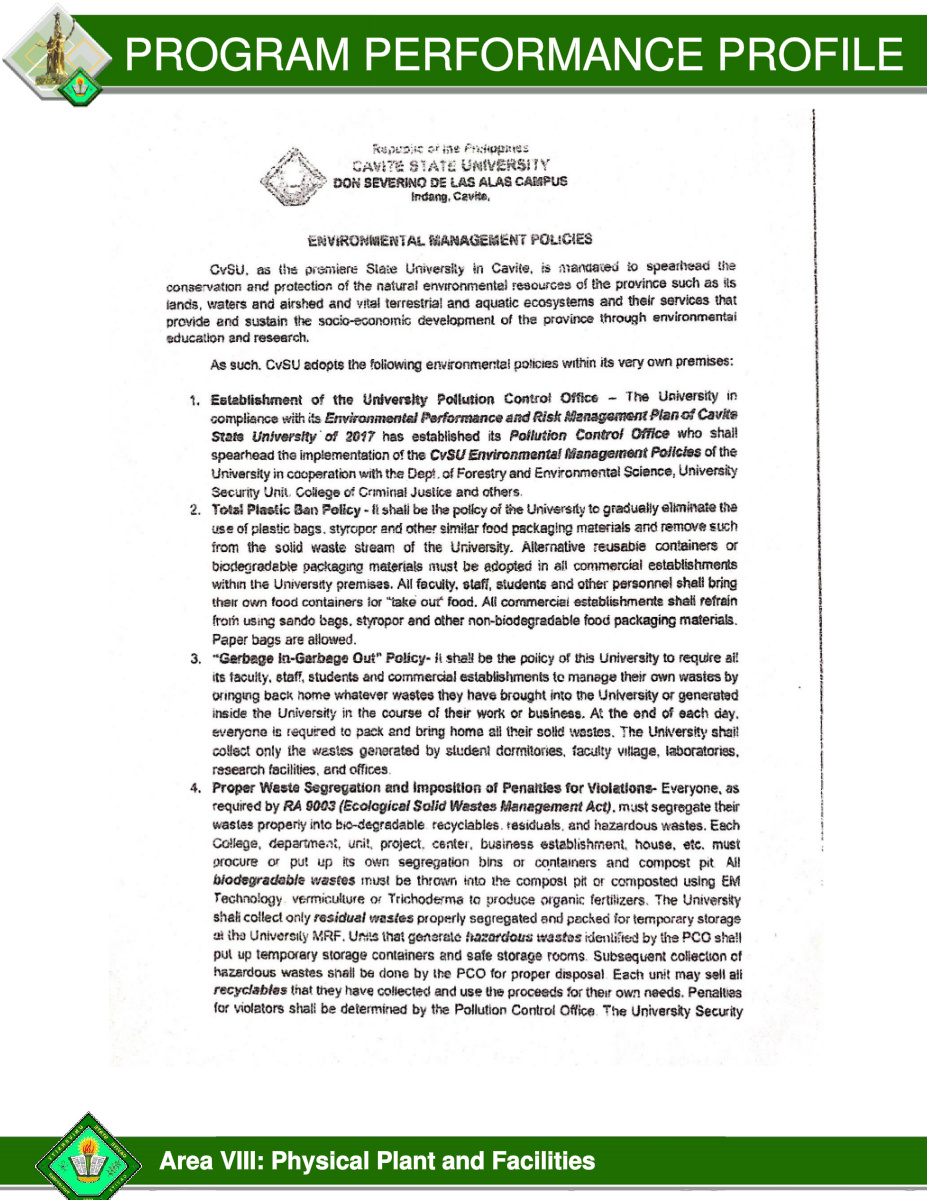 PROGRAM PERFORMANCE PROFILE
Republic of the Philippines
CAVITE STATE UNIVERSITY
DON SEVERINO DE LAS ALAS CAMPUS
Indang, Cavite,
ENVIRONMENTAL MANAGEMENT POLICIES
CvSU, as the premiere State University in Cavite, is mandated to spearhead the
conservation and protection of the natural environmental resources of the province such as its
lands, waters and airshed and vital terrestrial and aquatic ecosystems and their services that
provide and sustain the socio-economic development of the province through environmental
education and research.
As such, CvSU adopts the following environmental policies within its very own premises:
1. Establishment of the University Pollution Control Office – The University in
compliance with its Environmental Performance and Risk Management Plan of Cavite
State University of 2017 has established its Pollution Control Office who shall
spearhead the implementation of the CvSU Environmental Management Policies of the
University in cooperation with the Dept. of Forestry and Environmental Science, University
Security Unit, College of Criminal Justice and others.
2. Total Plastic Ban Policy - It shall be the policy of the University to gradually eliminate the
use of plastic bags, styropor and other similar food packaging materials and remove such
from the solid waste stream of the University. Alternative reusable containers or
biodegradable packaging materials must be adopted in all commercial establishments
within the University premises. All faculty, staff, students and other personnel shall bring
their own food containers for "take out" food. All commercial establishments shall refrain
from using sando bags, styropor and other non-biodegradable food packaging materials.
Paper bags are allowed.
3. "Garbage In-Garbage Out" Policy- It shall be the policy of this University to require all
its faculty, staff, students and commercial establishments to manage their own wastes by
bringing back home whatever wastes they have brought into the University or generated
inside the University in the course of their work or business. At the end of each day,
everyone is required to pack and bring home all their solid wastes. The University shall
collect only the wastes generated by student dormitories, faculty village, laboratories,
research facilities, and offices.
4. Proper Waste Segregation and Imposition of Penalties for Violations- Everyone, as
required by RA 9003 (Ecological Solid Wastes Management Act), must segregate their
wastes properly into bio-degradable, recyclables, residuals, and hazardous wastes. Each
College, department, unit, project, center, business establishment, house, etc. must
procure or put up its own segregation bins or containers and compost pit. All
biodegradable wastes must be thrown into the compost pit or composted using EM
Technology, vermiculture or Trichoderma to produce organic fertilizers. The University
shall collect only residual wastes properly segregated and packed for temporary storage
at the University MRF. Units that generate hazardous wastes identified by the PCO shall
put up temporary storage containers and safe storage rooms. Subsequent collection of
hazardous wastes shall be done by the PCO for proper disposal. Each unit may sell all
recyclables that they have collected and use the proceeds for their own needs. Penalties
for violators shall be determined by the Pollution Control Office. The University Security
Area VIII: Physical Plant and Facilities